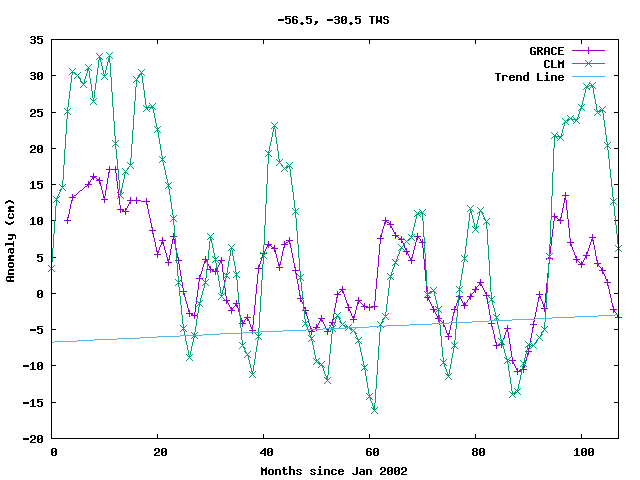 -56.5, -30.5 TWS
GRACE
CLM
Trend Line
35
30
25
20
15
10
5
0
-5
-10
-15
-20
Anomaly (cm)
0 20 40 60 80 100
Months since Jan 2002